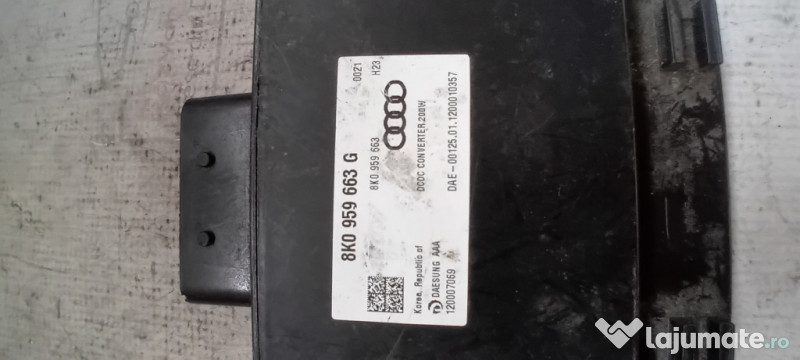 8K0 959 663 G
8K0 959 663
0021
H23
Korea, Republic of
DCDC CONVERTER.200W
DAESUNG AAA
120007069
DAE-00125.01.1200010357
lajumate.ro